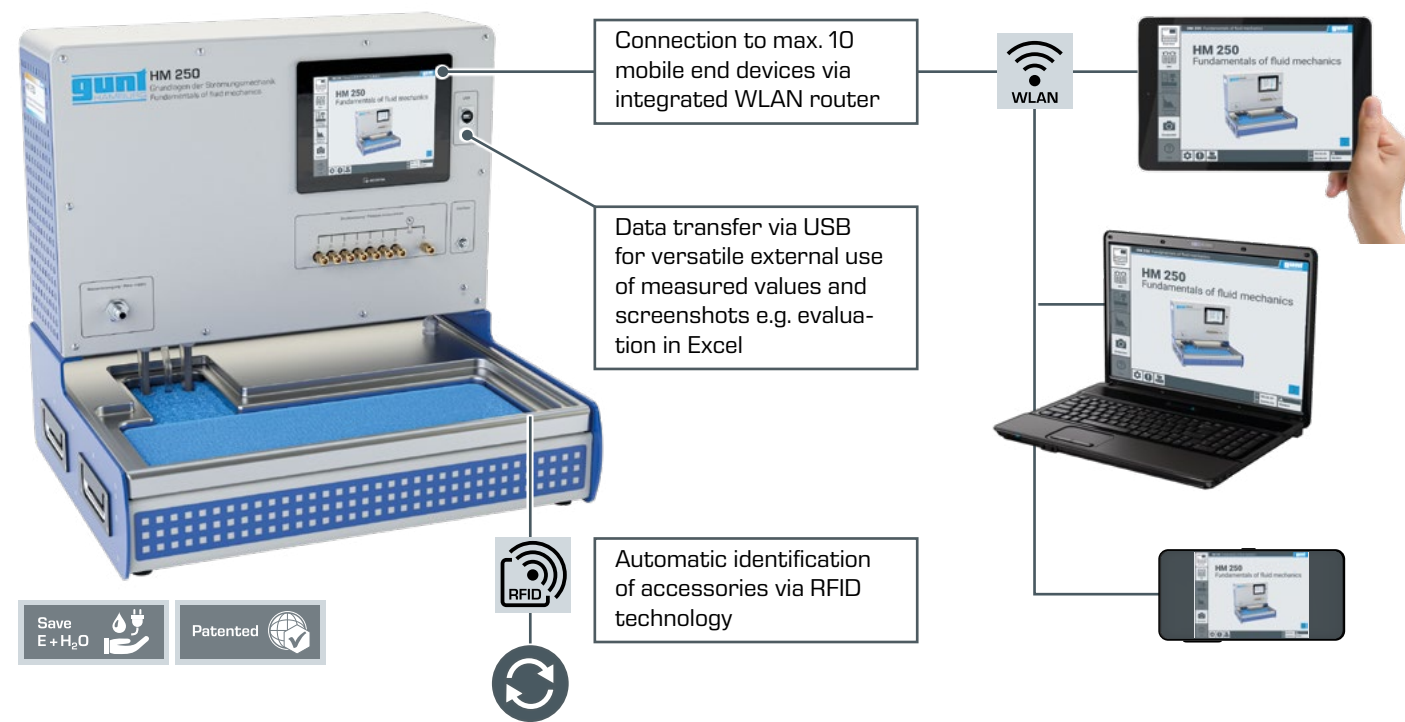 gunt
HAMBURG
HM 250
Grundlagen der Strömungsmechanik
Fundamentals of fluid mechanics
HM 250
Fundamentals of fluid mechanics
Connection to max. 10
mobile end devices via
integrated WLAN router
WLAN
HM 250
Fundamentals of fluid mechanics
Data transfer via USB
for versatile external use
of measured values and
screenshots e.g. evalua-
tion in Excel
gunt
HM 250
Fundamentals of fluid mechanics
RFID
Automatic identification
of accessories via RFID
technology
HM 250
Fundamentals of fluid mechanics
Save
E + H₂O
Patented